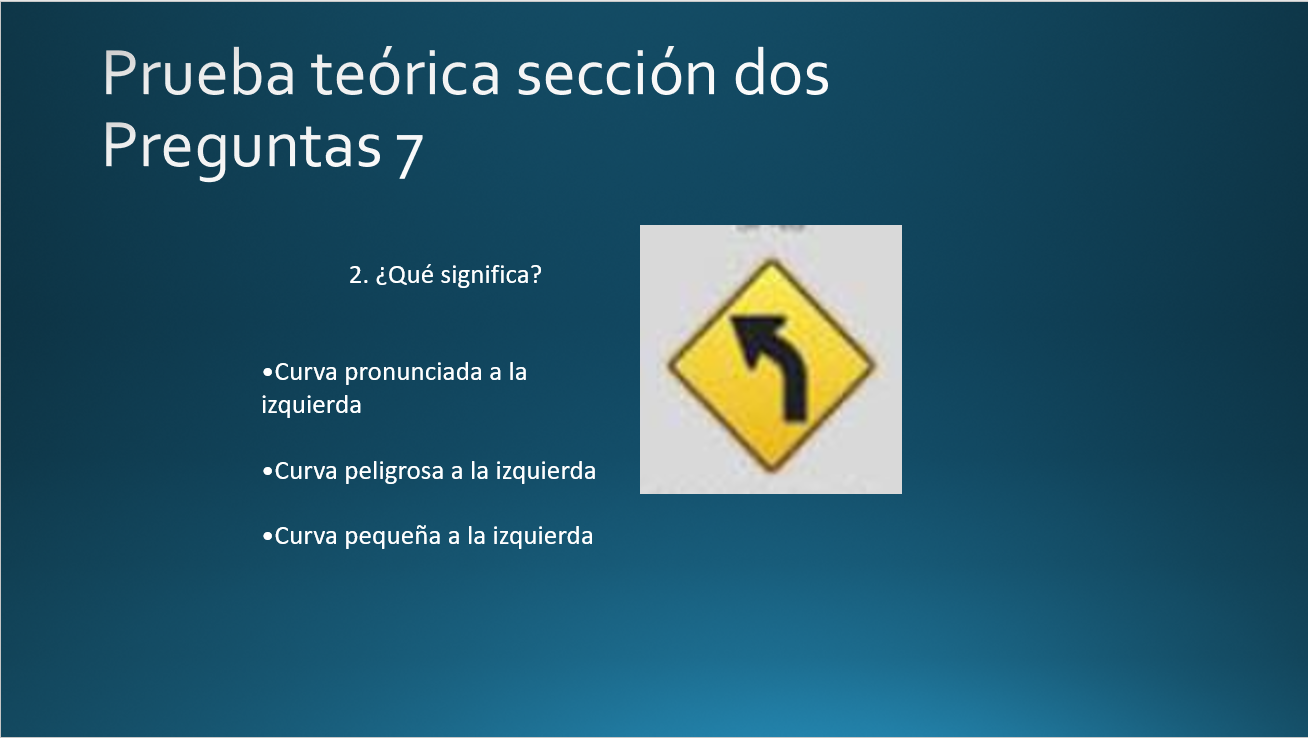 Prueba teórica sección dos
Preguntas 7
2. ¿Qué significa?
•Curva pronunciada a la
izquierda
•Curva peligrosa a la izquierda
•Curva pequeña a la izquierda